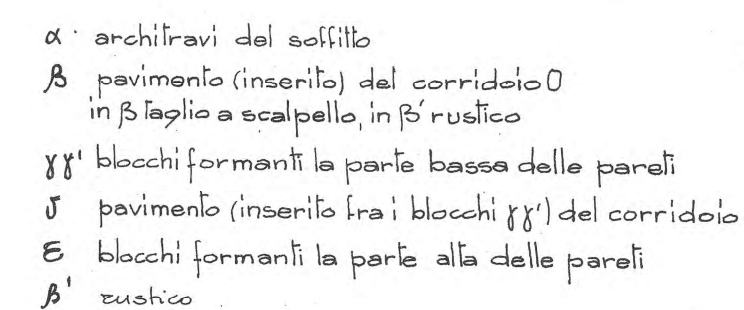 α · architravi del soffitto
β pavimento (inserito) del corridoio O
in β taglio a scalpello, in β' rustico
γγ' blocchi formanti la parte bassa delle pareti
δ pavimento (inserito fra i blocchi γγ') del corridoio
ε blocchi formanti la parte alta delle pareti
β' rustico